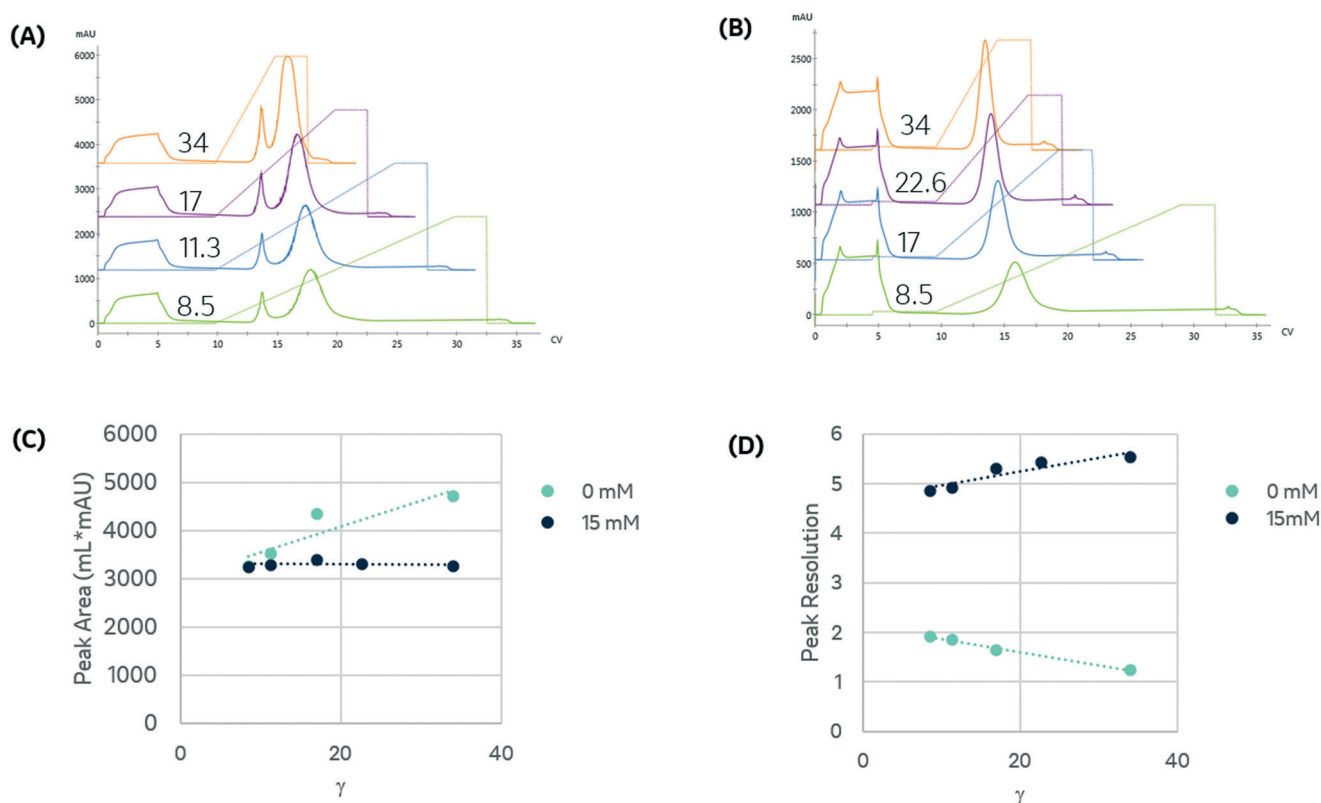 (A)
mAU
6000
5000
4000
3000
2000
1000
0
34
17
11.3
8.5
0 5 10 15 20 25 30 35 CV
(B)
mAU
2500
2000
1500
1000
500
0
34
22.6
17
8.5
0 5 10 15 20 25 30 35 CV
(C)
Peak Area (mL*mAU)
6000
5000
4000
3000
2000
1000
0
0 20 40
γ
0 mM
15 mM
(D)
Peak Resolution
6
5
4
3
2
1
0
0 20 40
γ
0 mM
15mM